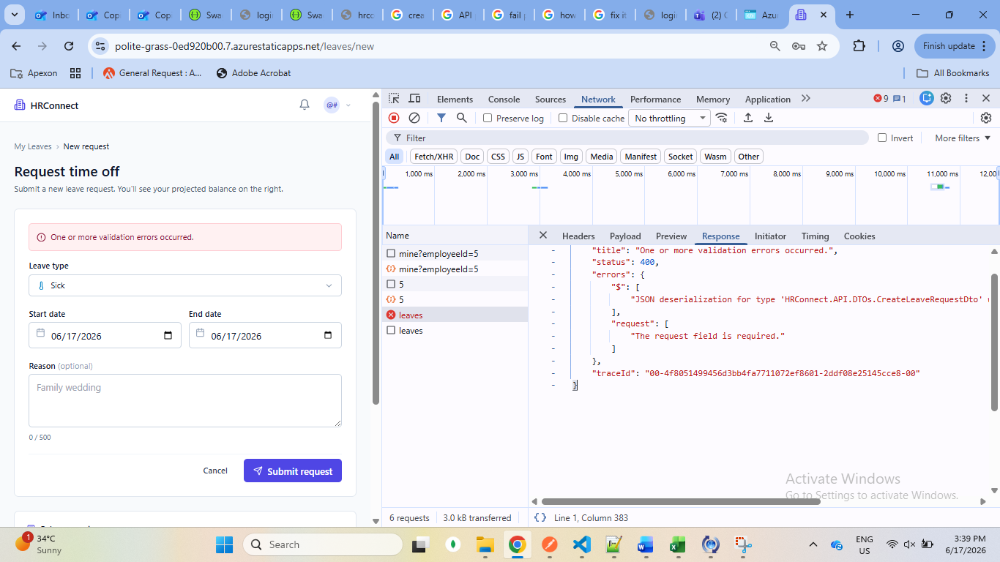 Inbo
Cop
Cop
Swa
login
Swa
hrco
crea
API
fail p
how
fix it
login
(2) C
Azu
polite-grass-0ed920b00.7.azurestaticapps.net/leaves/new
Finish update
Apexon
General Request : A...
Adobe Acrobat
All Bookmarks
HRConnect
@#
My Leaves › New request
Request time off
Submit a new leave request. You'll see your projected balance on the right.
One or more validation errors occurred.
Leave type
Sick
Start date
End date
06/17/2026
06/17/2026
Reason (optional)
Family wedding
0 / 500
Cancel
Submit request
Elements
Console
Sources
Network
Performance
Memory
Application
9
1
Preserve log
Disable cache
No throttling
Filter
Invert
More filters
All
Fetch/XHR
Doc
CSS
JS
Font
Img
Media
Manifest
Socket
Wasm
Other
1,000 ms
2,000 ms
3,000 ms
4,000 ms
5,000 ms
6,000 ms
7,000 ms
8,000 ms
9,000 ms
10,000 ms
11,000 ms
12,00
Name
mine?employeeId=5
mine?employeeId=5
5
5
leaves
leaves
Headers
Payload
Preview
Response
Initiator
Timing
Cookies
- "title": "One or more validation errors occurred.",
- "status": 400,
- "errors": {
- "$": [
- "JSON deserialization for type 'HRConnect.API.DTOs.CreateLeaveRequestDto'
- ],
- "request": [
- "The request field is required."
- ]
- },
- "traceId": "00-4f8051499456d3bb4fa7711072ef8601-2ddf08e25145cce8-00"
- }
Activate Windows
Go to Settings to activate Windows.
6 requests
3.0 kB transferred
{} Line 1, Column 383
1
34°C
Sunny
Search
ENG
US
3:39 PM
6/17/2026